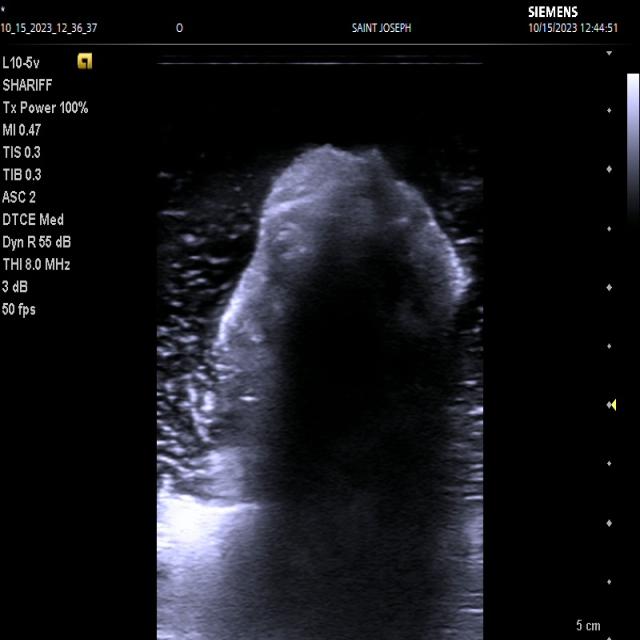 *
SIEMENS
10_15_2023_12_36_37 O SAINT JOSEPH 10/15/2023 12:44:51
L10-5v
SHARIFF
Tx Power 100%
MI 0.47
TIS 0.3
TIB 0.3
ASC 2
DTCE Med
Dyn R 55 dB
THI 8.0 MHz
3 dB
50 fps
5 cm